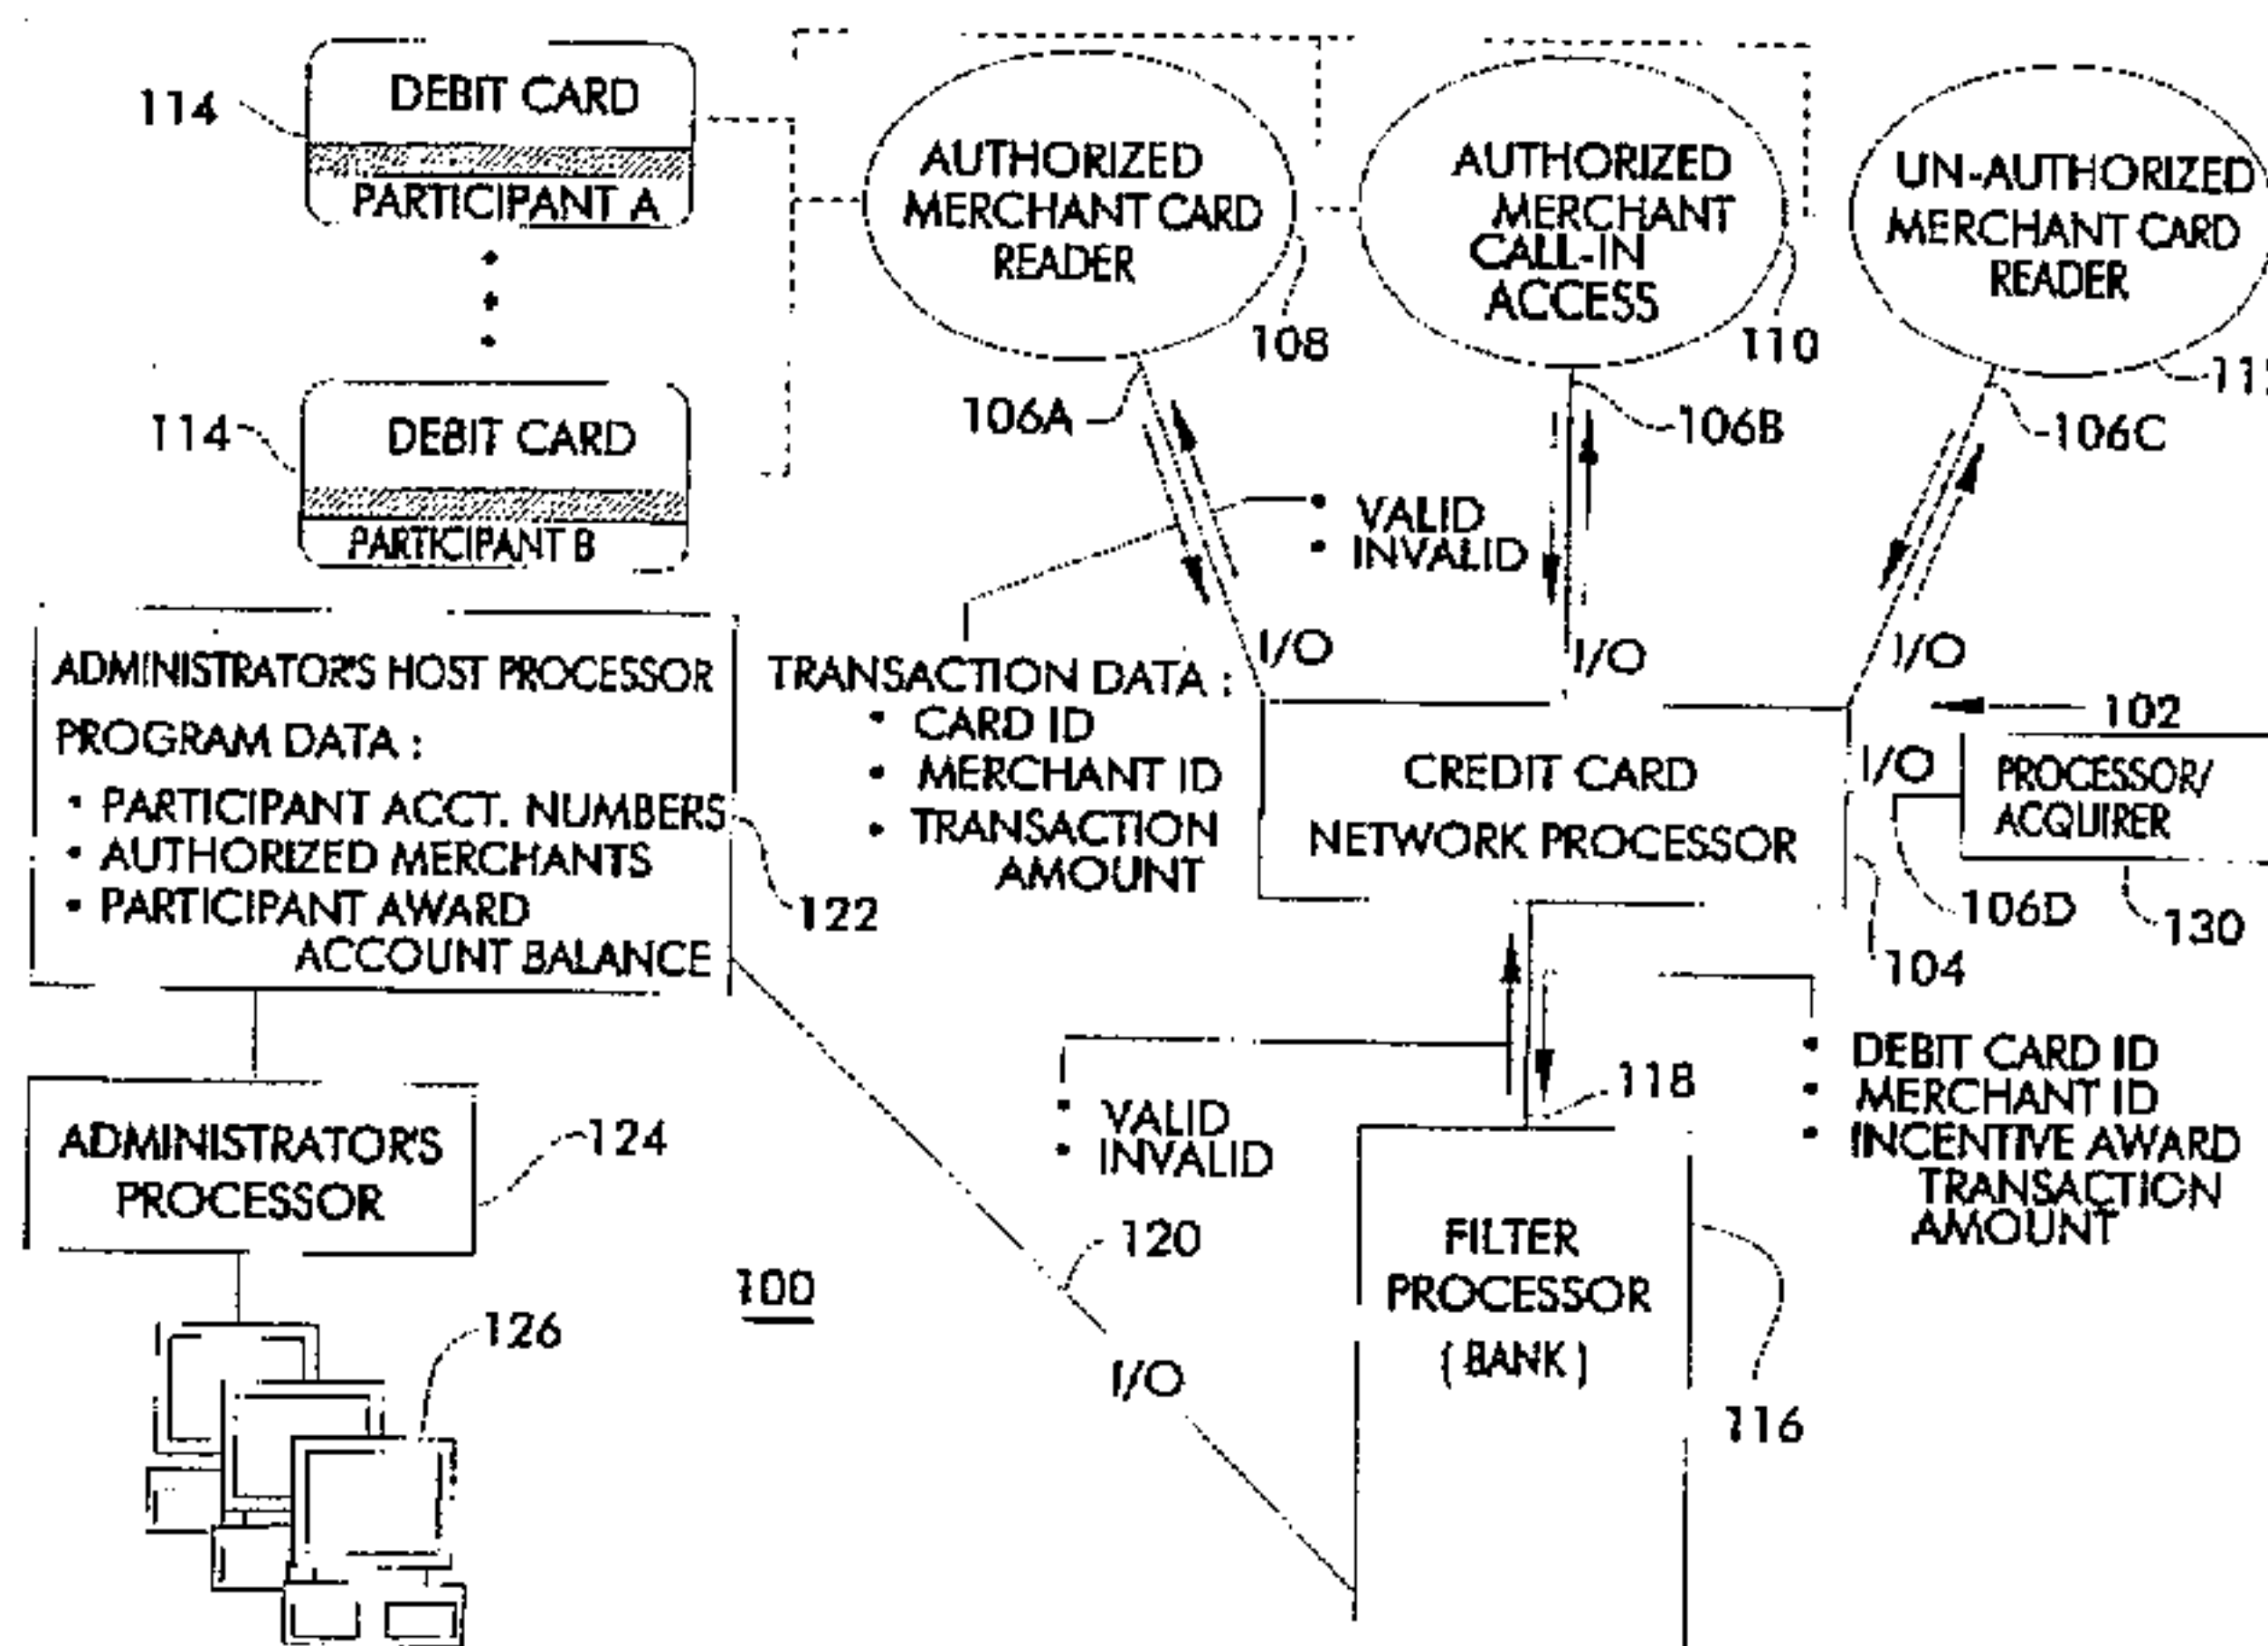 DEBIT CARD
PARTICIPANT A
114
DEBIT CARD
PARTICIPANT B
114
AUTHORIZED
MERCHANT CARD
READER
108
AUTHORIZED
MERCHANT
CALL-IN
ACCESS
110
UN-AUTHORIZED
MERCHANT CARD
READER
106A
106B
106C
• VALID
• INVALID
I/O
I/O
I/O
ADMINISTRATOR'S HOST PROCESSOR
PROGRAM DATA :
• PARTICIPANT ACCT. NUMBERS
• AUTHORIZED MERCHANTS
• PARTICIPANT AWARD
ACCOUNT BALANCE
122
TRANSACTION DATA :
• CARD ID
• MERCHANT ID
• TRANSACTION
AMOUNT
CREDIT CARD
NETWORK PROCESSOR
102
I/O
PROCESSOR/
ACQUIRER
106D
130
104
ADMINISTRATOR'S
PROCESSOR
124
• VALID
• INVALID
118
• DEBIT CARD ID
• MERCHANT ID
• INCENTIVE AWARD
TRANSACTION
AMOUNT
120
100
FILTER
PROCESSOR
( BANK )
I/O
116
126